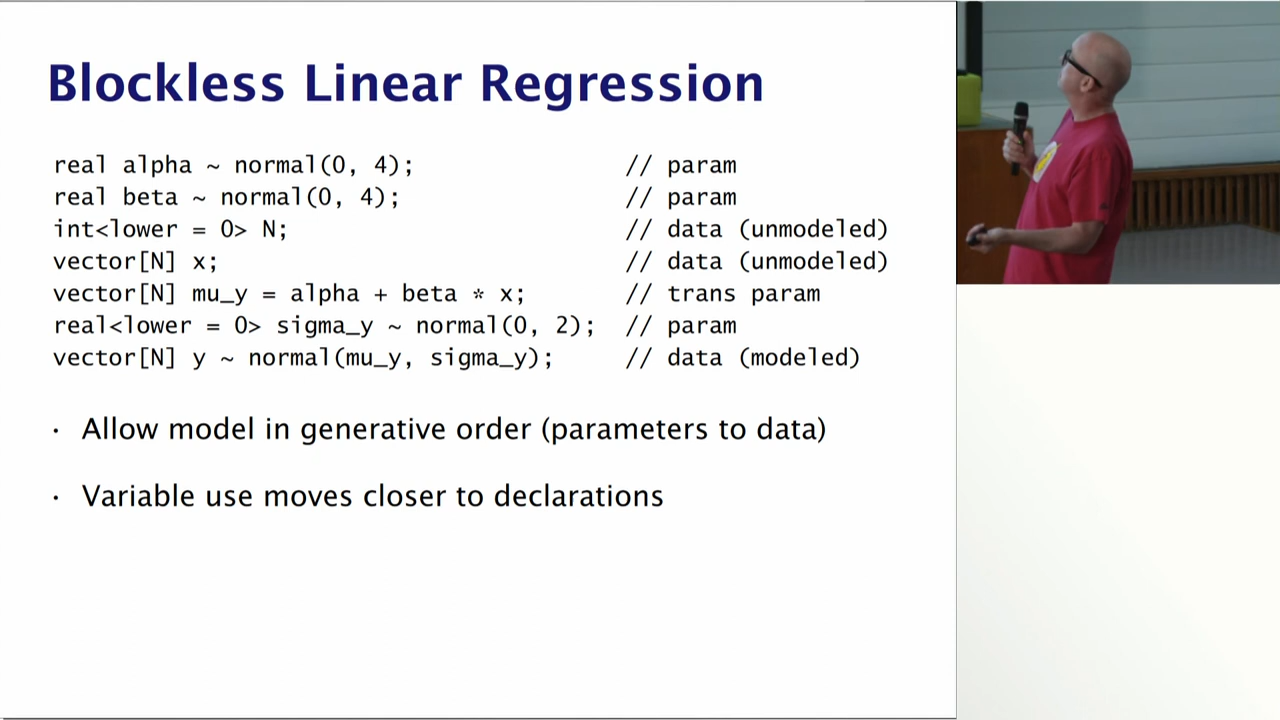 Blockless Linear Regression
real alpha ~ normal(0, 4); // param
real beta ~ normal(0, 4); // param
int<lower = 0> N; // data (unmodeled)
vector[N] x; // data (unmodeled)
vector[N] mu_y = alpha + beta * x; // trans param
real<lower = 0> sigma_y ~ normal(0, 2); // param
vector[N] y ~ normal(mu_y, sigma_y); // data (modeled)
· Allow model in generative order (parameters to data)
· Variable use moves closer to declarations